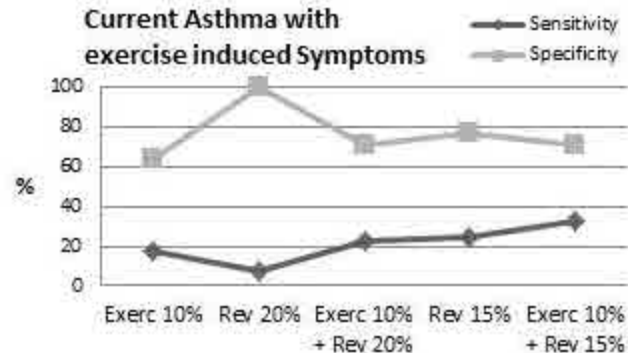 Current Asthma with
exercise induced Symptoms
Sensitivity
Specificity
100
80
60
40
20
0
%
Exerc 10% Rev 20% Exerc 10% Rev 15% Exerc 10%
+ Rev 20% + Rev 15%